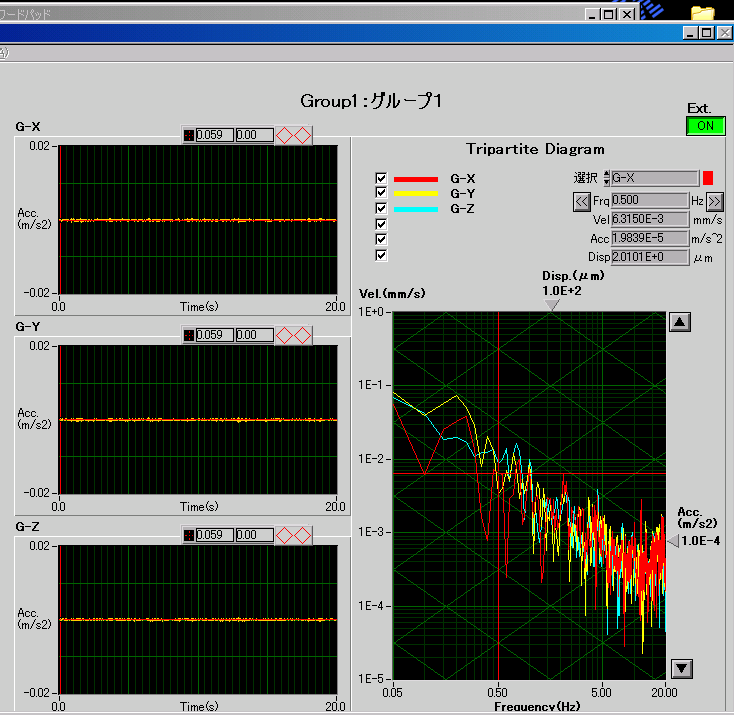 ワードパッド
Group1 :グループ1
Ext.
ON
G-X
0.059 0.00
0.02
Acc.
(m/s2)
-0.02
0.0 Time(s) 20.0
G-Y
0.059 0.00
0.02
Acc.
(m/s2)
-0.02
0.0 Time(s) 20.0
G-Z
0.059 0.00
0.02
Acc.
(m/s2)
-0.02
0.0 Time(s) 20.0
Tripartite Diagram
G-X
G-Y
G-Z
選択 G-X
<< Frq 0.500 Hz >>
Vel 6.3150E-3 mm/s
Acc 1.9839E-5 m/s^2
Disp 2.0101E+0 μm
Disp.(μm)
1.0E+2
Vel.(mm/s)
1E+0
1E-1
1E-2
1E-3
1E-4
1E-5
Acc.
(m/s2)
1.0E-4
0.05 0.50 5.00 20.00
Frequency(Hz)